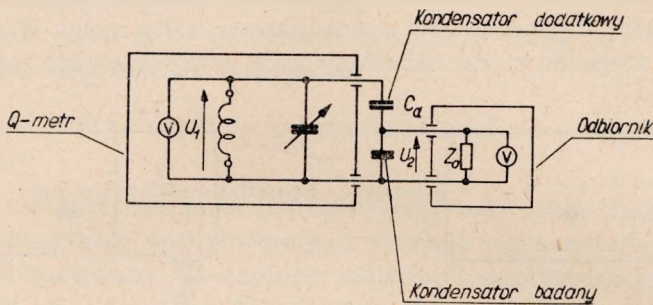 Kondensator dodatkowy
Q-metr
V
U1
Ca
Odbiornik
U2
Zo
V
Kondensator badany